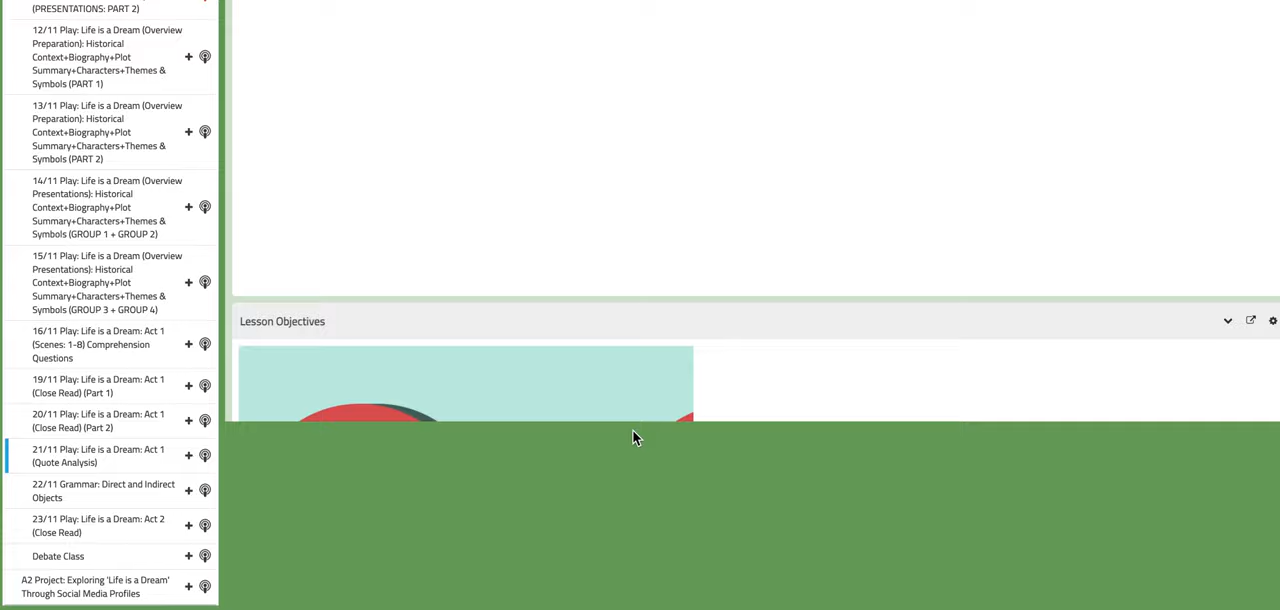 (PRESENTATIONS: PART 2)
12/11 Play: Life is a Dream (Overview
Preparation): Historical
Context+Biography+Plot
Summary+Characters+Themes &
Symbols (PART 1)
13/11 Play: Life is a Dream (Overview
Preparation): Historical
Context+Biography+Plot
Summary+Characters+Themes &
Symbols (PART 2)
14/11 Play: Life is a Dream (Overview
Presentations): Historical
Context+Biography+Plot
Summary+Characters+Themes &
Symbols (GROUP 1 + GROUP 2)
15/11 Play: Life is a Dream (Overview
Presentations): Historical
Context+Biography+Plot
Summary+Characters+Themes &
Symbols (GROUP 3 + GROUP 4)
16/11 Play: Life is a Dream: Act 1
(Scenes: 1-8) Comprehension
Questions
19/11 Play: Life is a Dream: Act 1
(Close Read) (Part 1)
20/11 Play: Life is a Dream: Act 1
(Close Read) (Part 2)
21/11 Play: Life is a Dream: Act 1
(Quote Analysis)
22/11 Grammar: Direct and Indirect
Objects
23/11 Play: Life is a Dream: Act 2
(Close Read)
Debate Class
A2 Project: Exploring 'Life is a Dream'
Through Social Media Profiles
Lesson Objectives